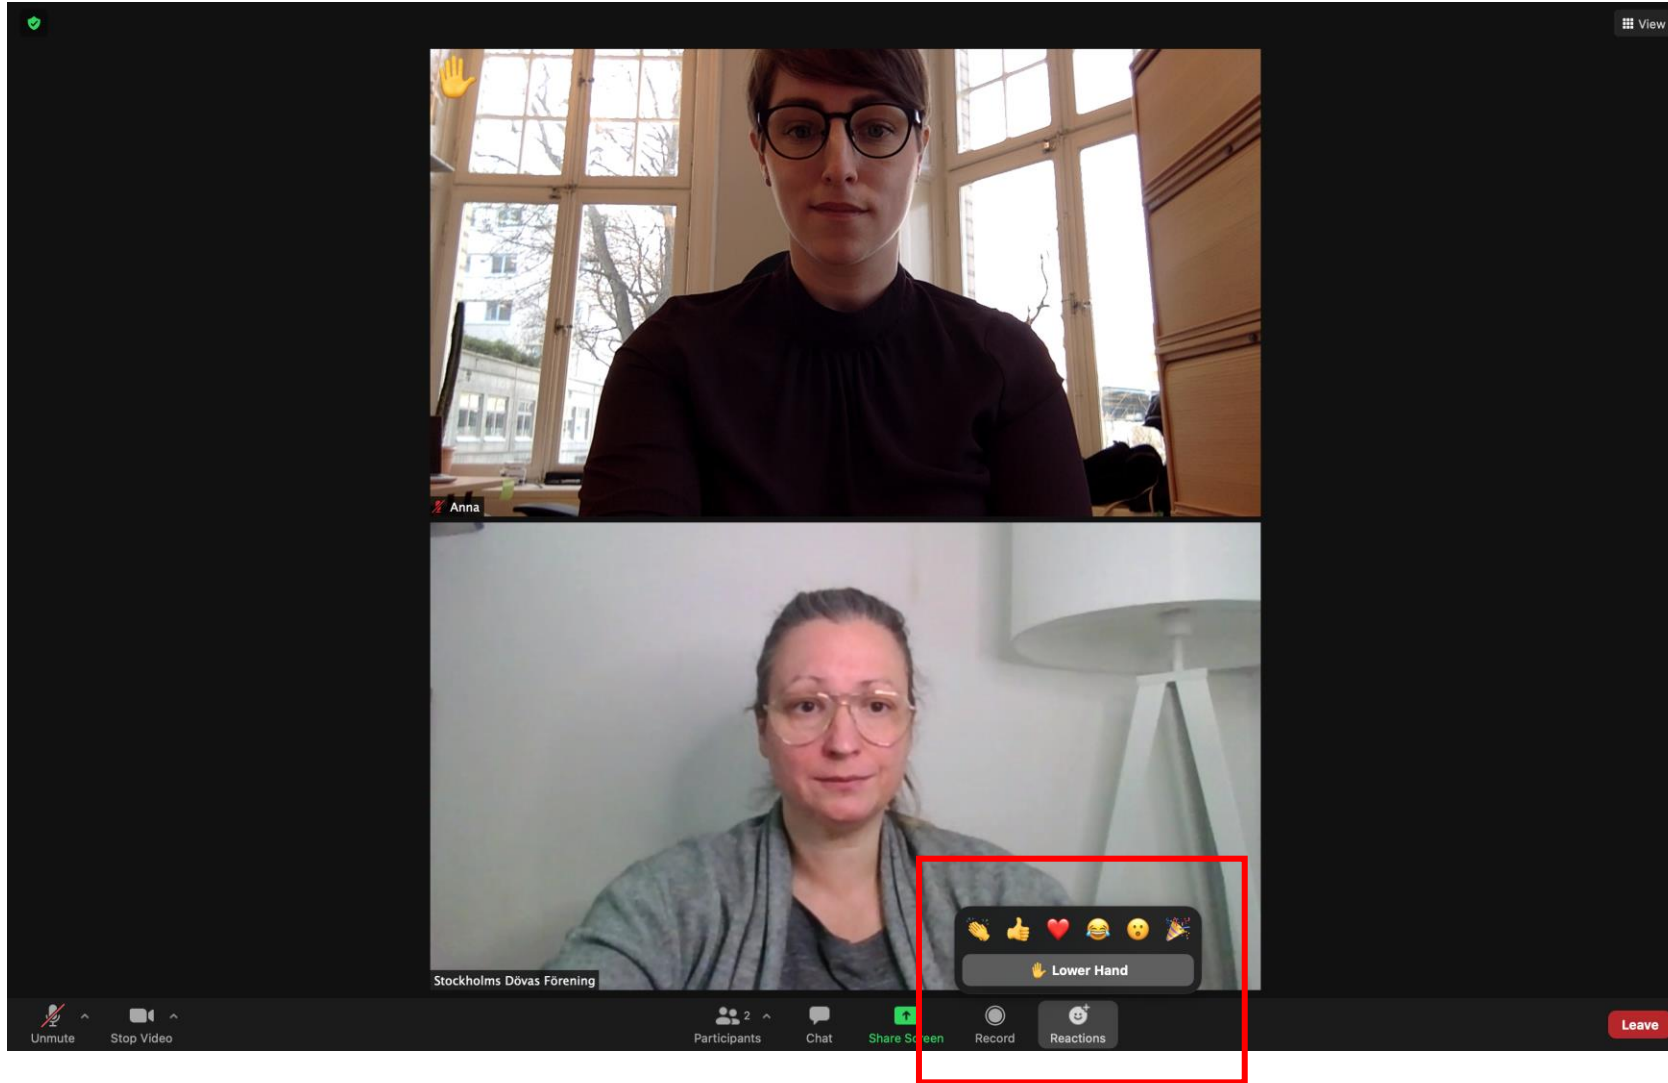 View
Anna
Stockholms Dövas Förening
Lower Hand
Unmute
Stop Video
Participants
2
Chat
Share Screen
Record
Reactions
Leave